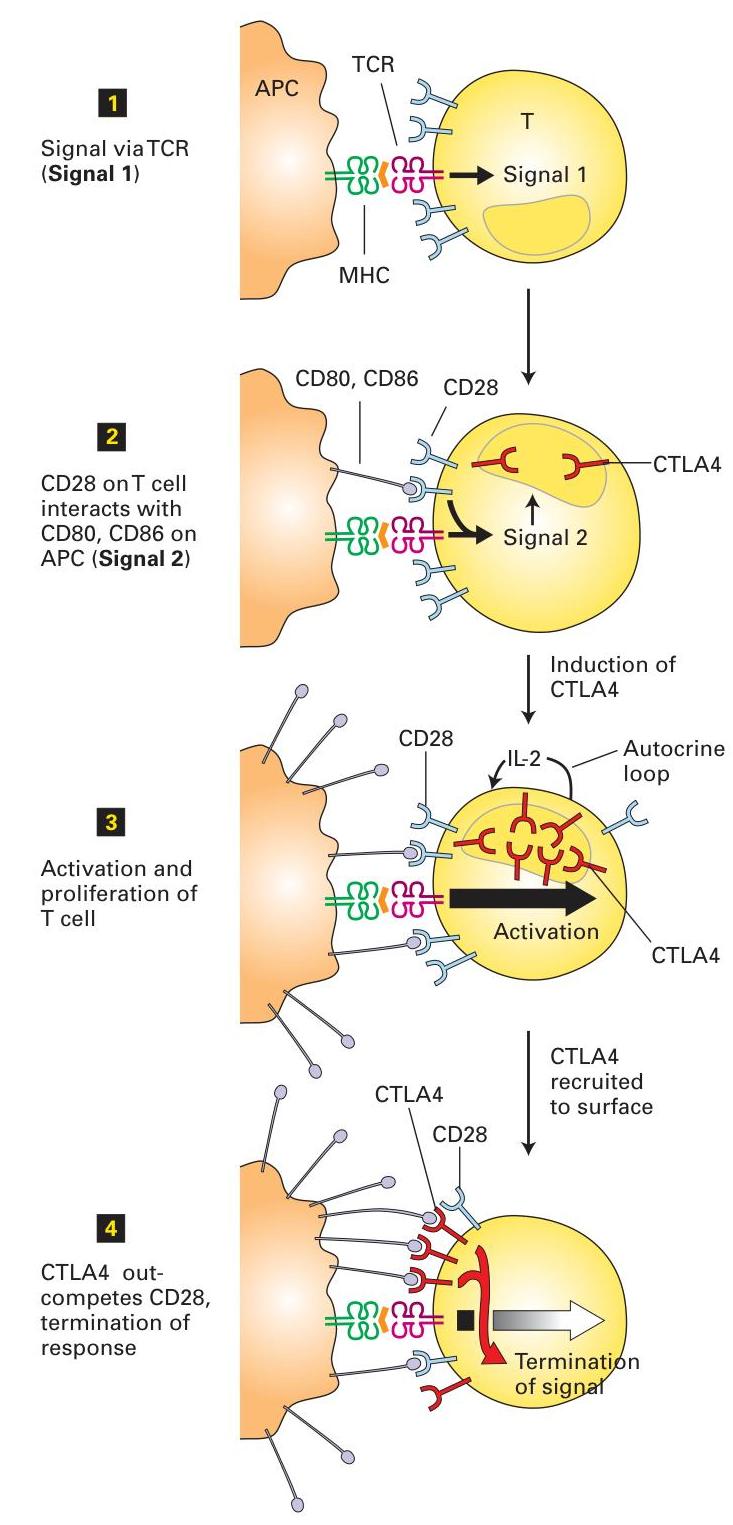 1
Signal via TCR
(Signal 1)
APC
TCR
T
Signal 1
MHC
2
CD28 on T cell
interacts with
CD80, CD86 on
APC (Signal 2)
CD80, CD86
CD28
CTLA4
Signal 2
Induction of
CTLA4
3
Activation and
proliferation of
T cell
CD28
IL-2
Autocrine
loop
Activation
CTLA4
CTLA4
recruited
to surface
4
CTLA4 out-
competes CD28,
termination of
response
CTLA4
CD28
Termination
of signal